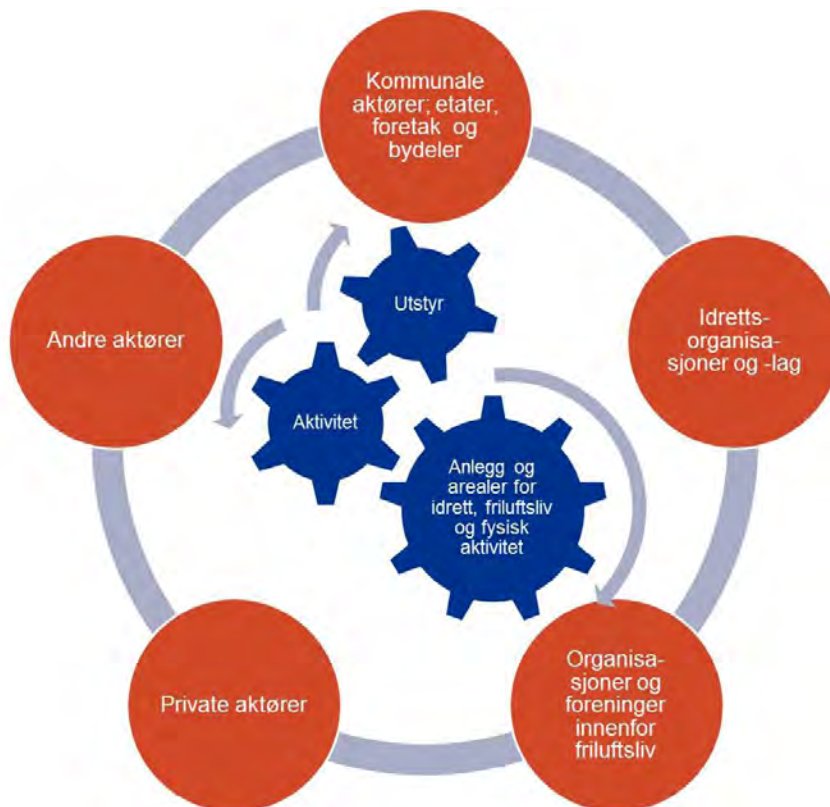 Kommunale
aktører; etater,
foretak og
bydeler
Utstyr
Andre aktører
Idretts-
organisa-
sjoner og -lag
Aktivitet
Anlegg og
arealer for
idrett, friluftsliv
og fysisk
aktivitet
Private aktører
Organisa-
sjoner og
foreninger
innenfor
friluftsliv